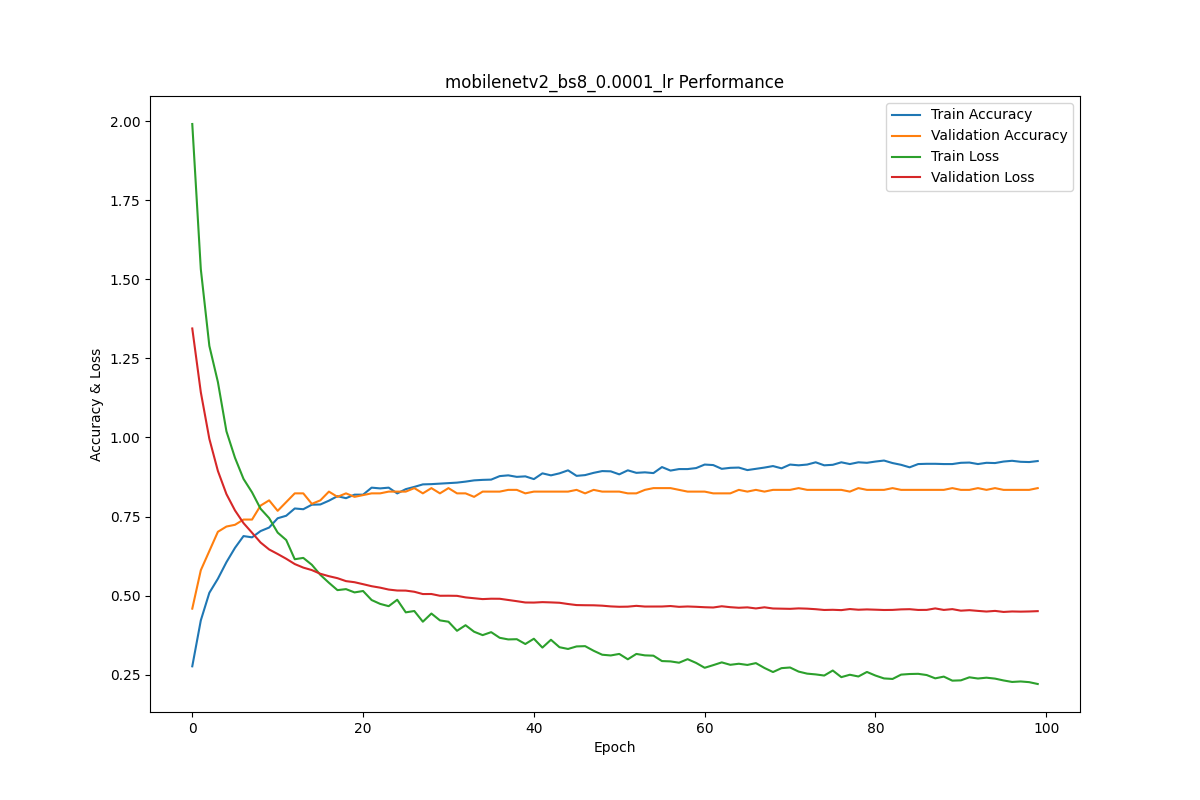 mobilenetv2_bs8_0.0001_lr Performance
Train Accuracy
Validation Accuracy
Train Loss
Validation Loss
Accuracy & Loss
2.00
1.75
1.50
1.25
1.00
0.75
0.50
0.25
0 20 40 60 80 100
Epoch